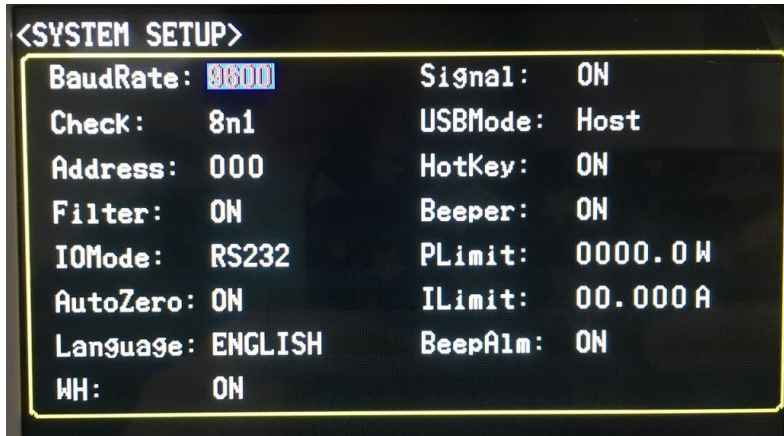 <SYSTEM SETUP>
BaudRate: 9600 Signal: ON
Check: 8n1 USBMode: Host
Address: 000 HotKey: ON
Filter: ON Beeper: ON
IOMode: RS232 PLimit: 0000.0 W
AutoZero: ON ILimit: 00.000 A
Language: ENGLISH BeepAlm: ON
WH: ON